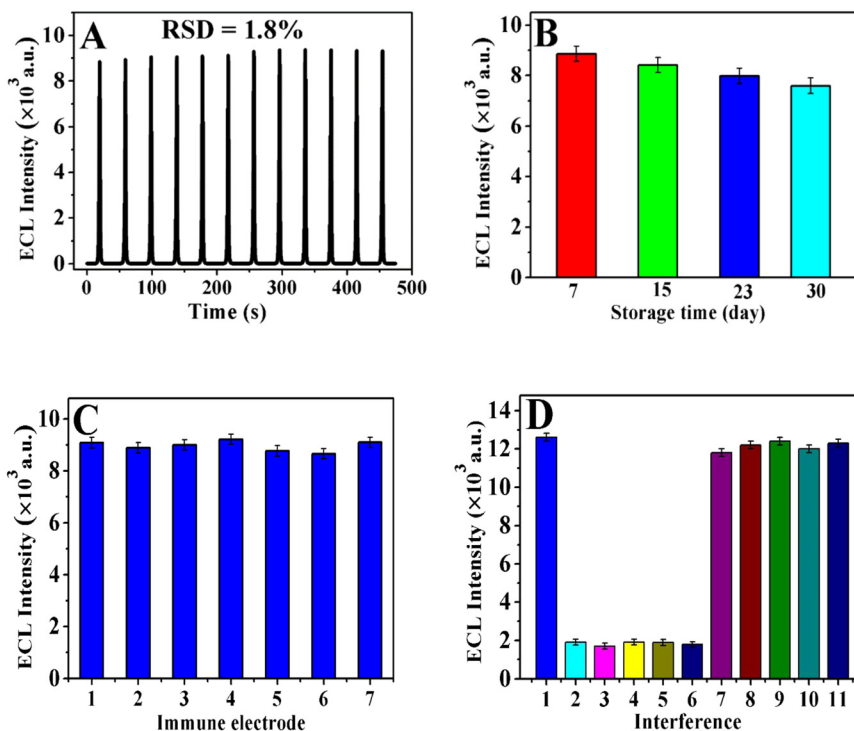 A
RSD = 1.8%
ECL Intensity (×10³ a.u.)
10
8
6
4
2
0
0 100 200 300 400 500
Time (s)
B
ECL Intensity (×10³ a.u.)
10
8
6
4
2
0
7 15 23 30
Storage time (day)
C
ECL Intensity (×10³ a.u.)
10
8
6
4
2
0
1 2 3 4 5 6 7
Immune electrode
D
ECL Intensity (×10³ a.u.)
14
12
10
8
6
4
2
0
1 2 3 4 5 6 7 8 9 10 11
Interference